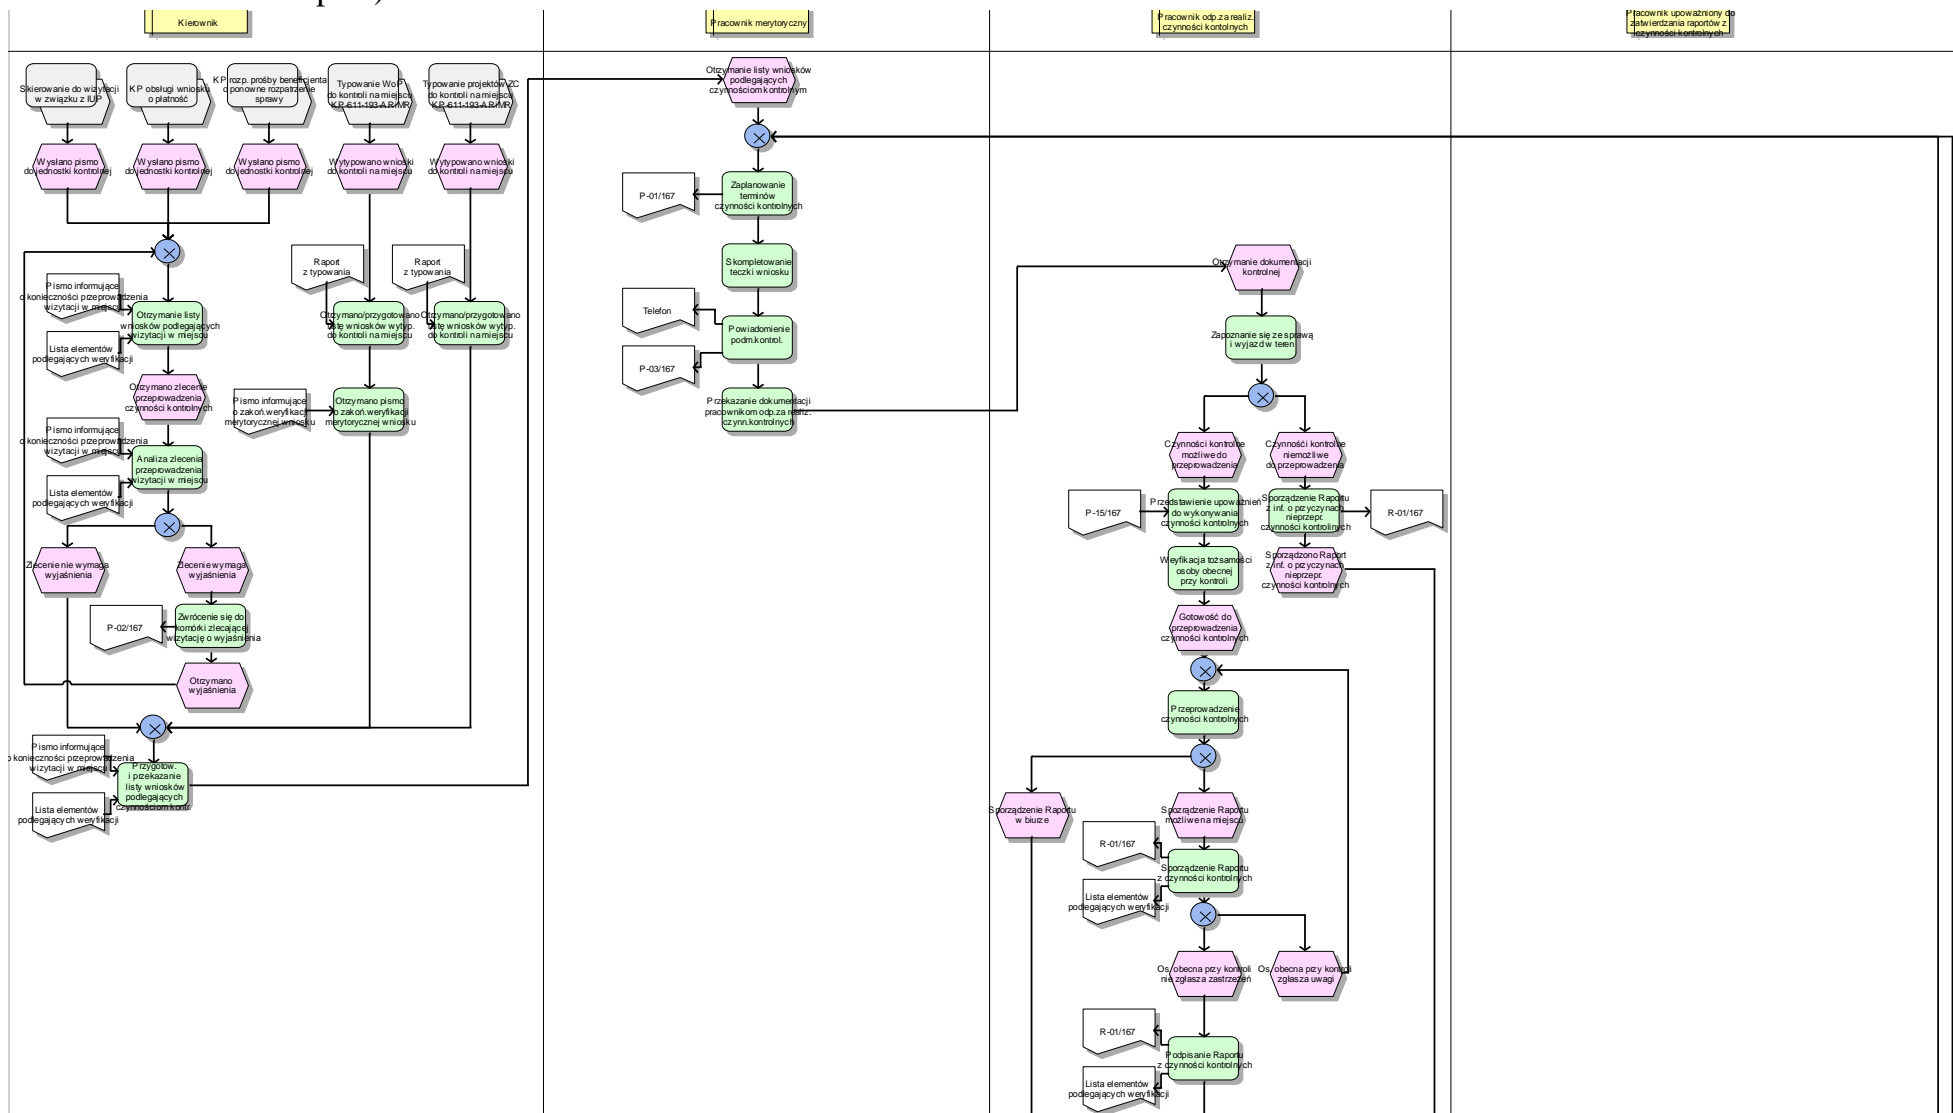 Kierownik
Pracownik merytoryczny
Pracownik odp.za realiz.
czynności kontolnych
Pracownik upoważniony do
zatwierdzania raportów z
czynności kontrolnych
Skierowanie do wizytacji
w związku z IUP
KP obsługi wniosku
o płatność
KP rozp. prośby beneficjenta
o ponowne rozpatrzenie
sprawy
Typowanie WoP
do kontroli na miejscu
KP-611-193-ARiMR
Typowanie projektów ZC
do kontroli na miejscu
KP-611-193-ARiMR
Wysłano pismo
do jednostki kontrolnej
Wysłano pismo
do jednostki kontrolnej
Wysłano pismo
do jednostki kontrolnej
Wytypowano wnioski
do kontroli na miejscu
Wytypowano wnioski
do kontroli na miejscu
Raport
z typowania
Raport
z typowania
Pismo informujące
o konieczności przeprowadzenia
wizytacji w miejscu
Otrzymanie listy
wniosków podlegających
wizytacji w miejscu
Lista elementów
podlegających weryfikacji
Otrzymano/przygotowano
listę wniosków wytyp.
do kontroli na miejscu
Otrzymano/przygotowano
listę wniosków wytyp.
do kontroli na miejscu
Otrzymano zlecenie
przeprowadzenia
czynności kontrolnych
Pismo informujące
o zakoń.weryfikacji
merytorycznej wniosku
Otrzymano pismo
o zakoń.weryfikacji
merytorycznej wniosku
Pismo informujące
o konieczności przeprowadzenia
wizytacji w miejscu
Analiza zlecenia
przeprowadzenia
wizytacji w miejscu
Lista elementów
podlegających weryfikacji
Zlecenie nie wymaga
wyjaśnienia
Zlecenie wymaga
wyjaśnienia
P-02/167
Zwrócenie się do
komórki zlecającej
wizytację o wyjaśnienia
Otrzymano
wyjaśnienia
Pismo informujące
o konieczności przeprowadzenia
wizytacji w miejscu
Przygotow.
i przekazanie
listy wniosków
podlegających
czynnościom kontr.
Lista elementów
podlegających weryfikacji
Otrzymanie listy wniosków
podlegających
czynnościom kontrolnym
P-01/167
Zaplanowanie
terminów
czynności kontrolnych
Skompletowanie
teczki wniosku
Telefon
Powiadomienie
podm.kontrol.
P-03/167
Przekazanie dokumentacji
pracownikom odp.za realiz.
czynn.kontrolnych
Otrzymanie dokumentacji
kontrolnej
Zapoznanie się ze sprawą
i wyjazd w teren
Czynności kontrolne
możliwe do
przeprowadzenia
Czynnośći kontrolne
niemożliwe
do przeprowadzenia
P-15/167
Przedstawienie upoważnień
do wykonywania
czynności kontrolnych
Sporządzenie Raportu
z inf. o przyczynach
nieprzepr.
czynności kontrolinych
R-01/167
Weyfikacja tożsamości
osoby obecnej
przy kontroli
Sporządzono Raport
z inf. o przyczynach
nieprzepr.
czynności kontrolnych
Gotowość do
przeprowadzenia
czynności kontrolnych
Przeprowadzenie
czynności kontrolnych
Sporządzenie Raportu
w biurze
Spozrądzenie Raportu
możliwe na miejscu
R-01/167
Sporządzenie Raportu
z czynności kontrolnych
Lista elementów
podlegających weryfikacji
Os. obecna przy kontroli
nie zgłasza zastrzeżeń
Os. obecna przy kontroli
zgłasza uwagi
R-01/167
Podpisanie Raportu
z czynności kontrolnych
Lista elementów
podlegających weryfikacji